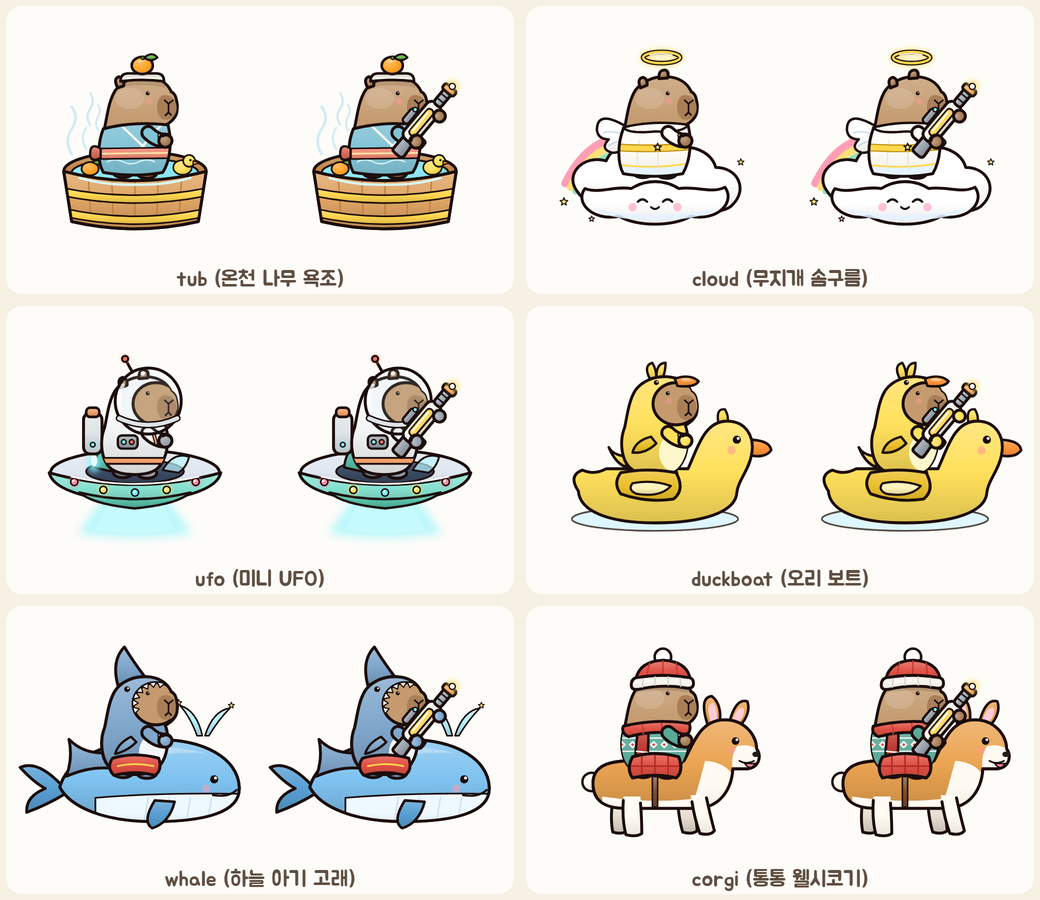 tub (온천 나무 욕조)
cloud (무지개 솜구름)
ufo (미니 UFO)
duckboat (오리 보트)
whale (하늘 아기 고래)
corgi (통통 웰시코기)